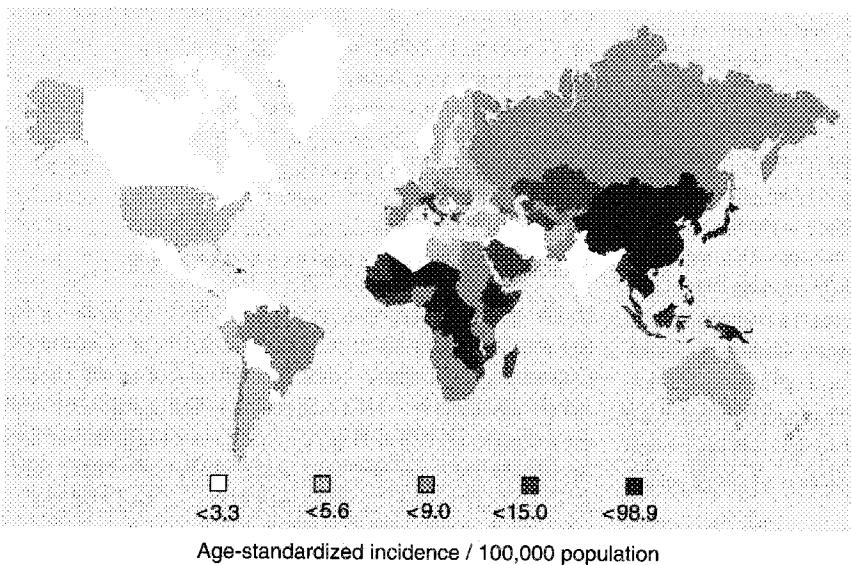 <3.3 <5.6 <9.0 <15.0 <98.9
Age-standardized incidence / 100,000 population